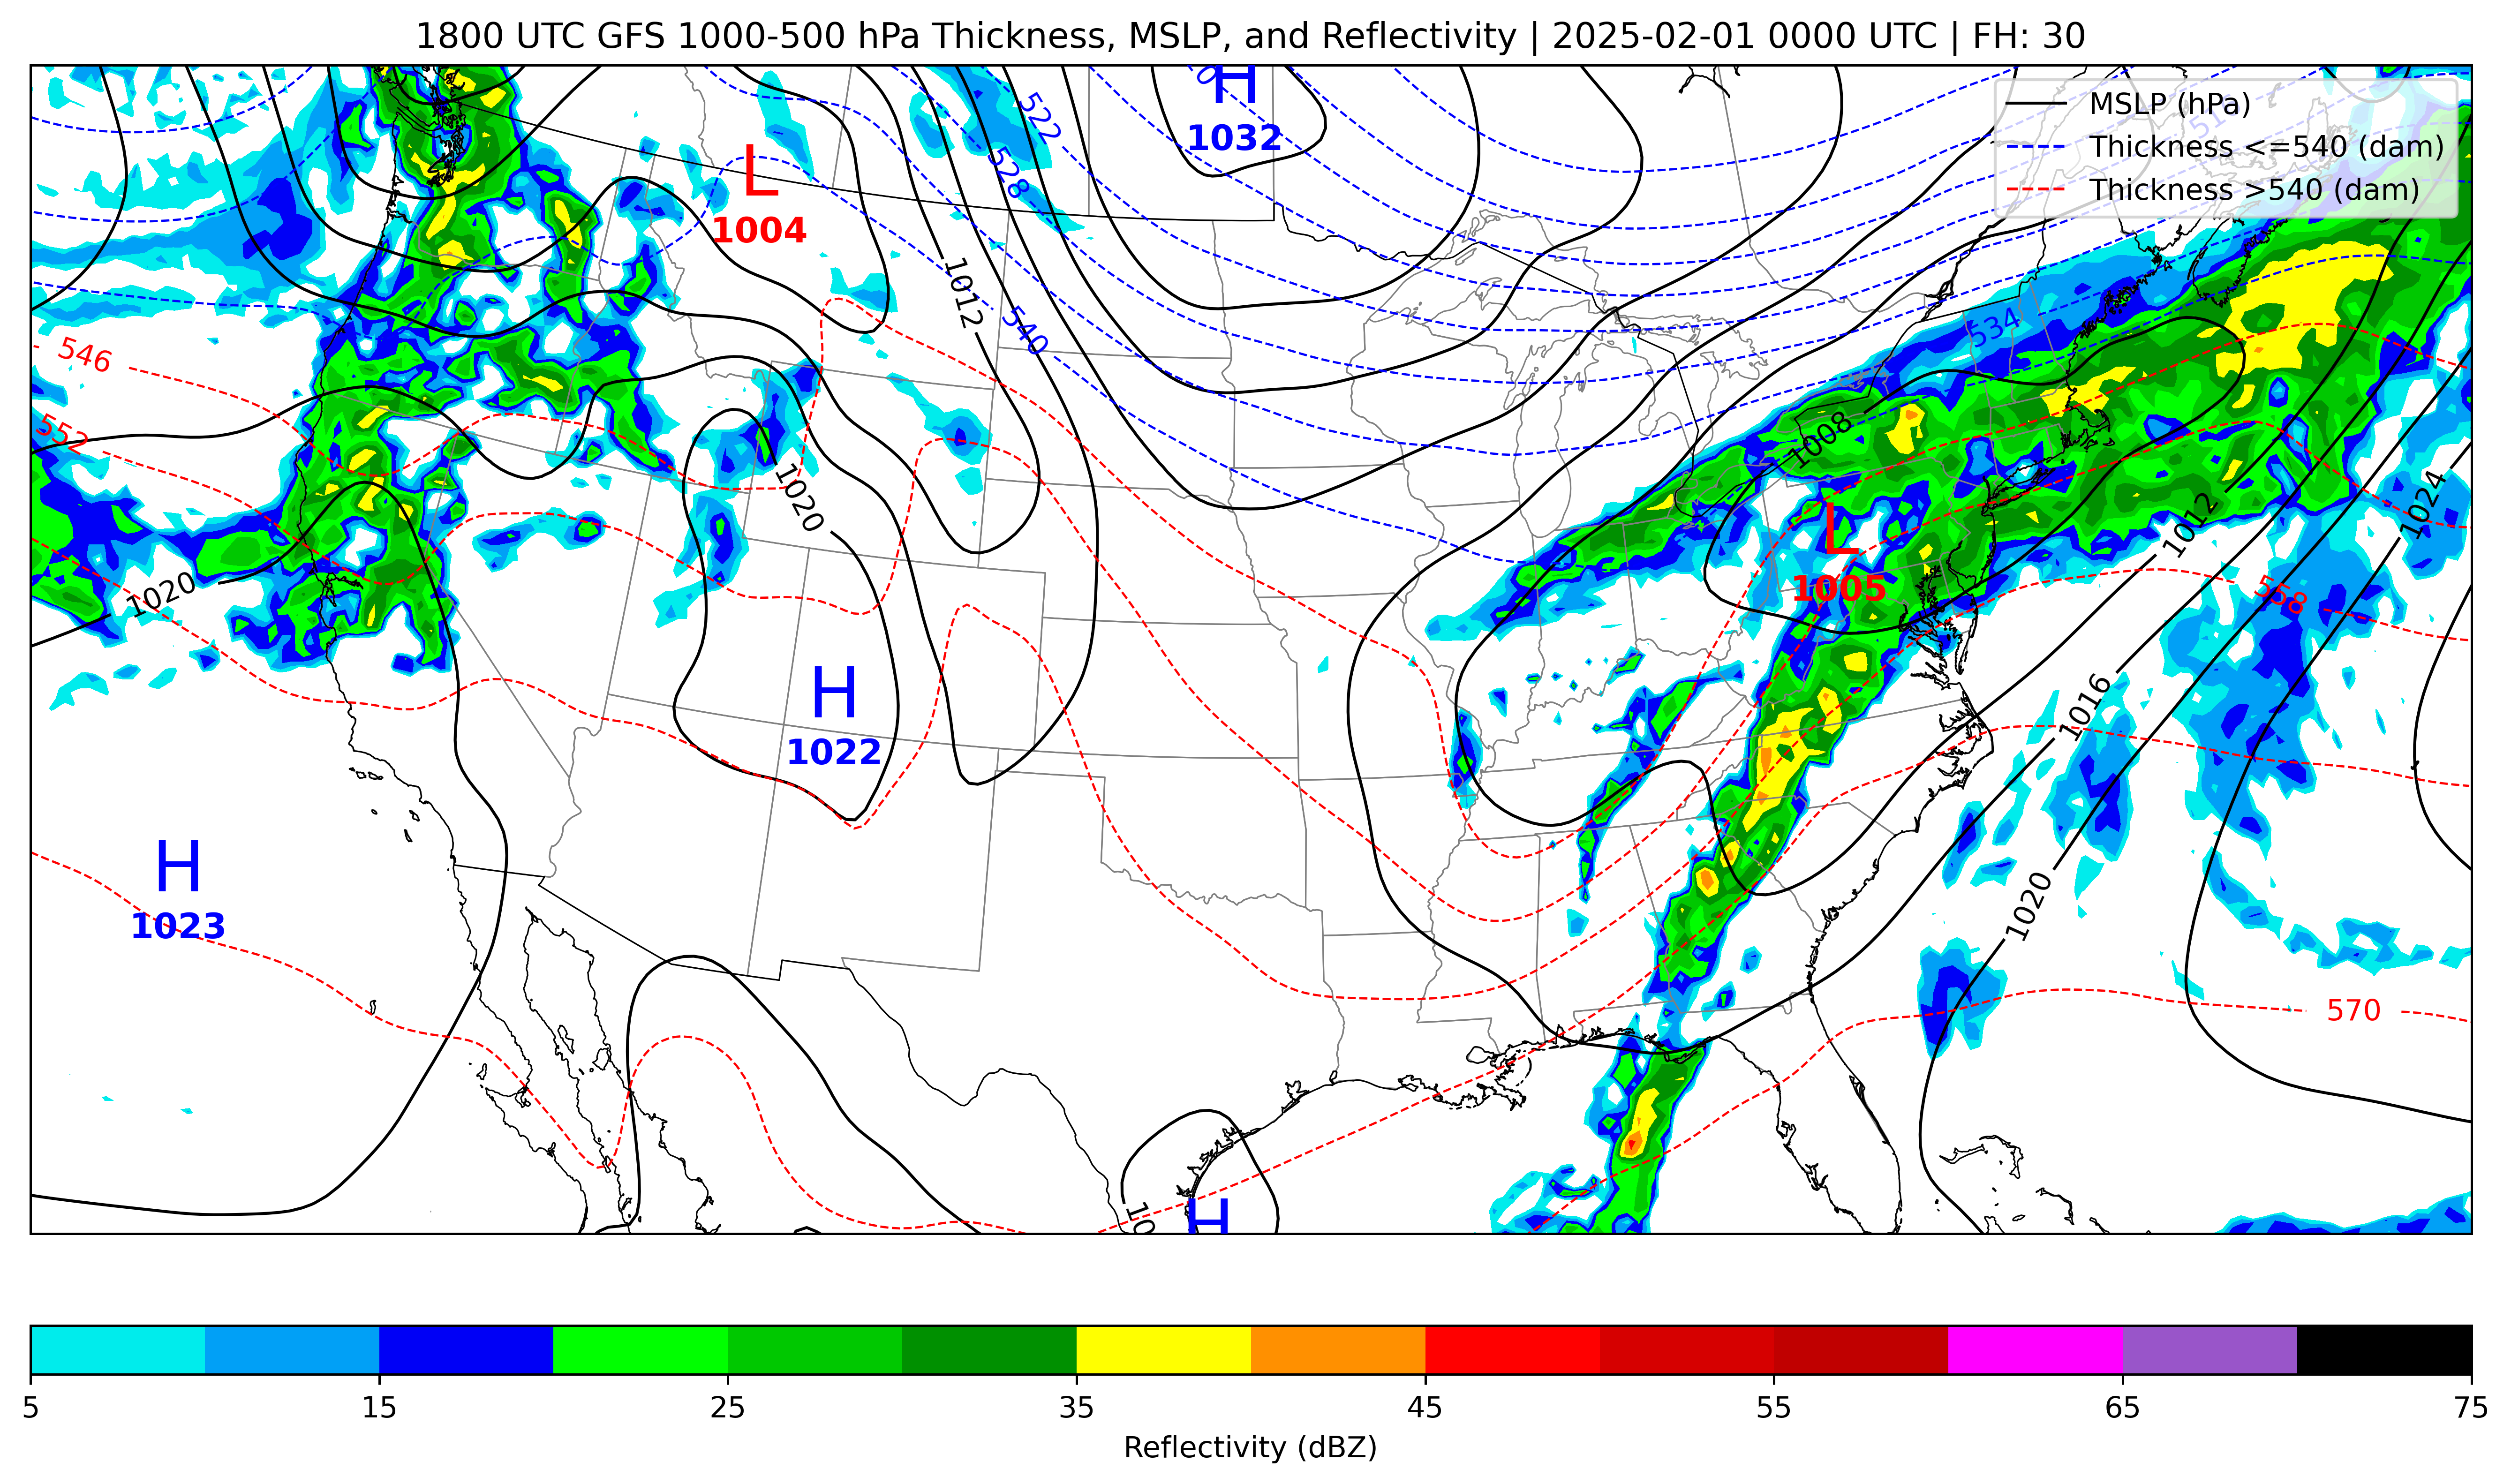 1800 UTC GFS 1000-500 hPa Thickness, MSLP, and Reflectivity | 2025-02-01 0000 UTC | FH: 30
MSLP (hPa)
Thickness <=540 (dam)
Thickness >540 (dam)
H
1032
522
528
L
1004
1012
540
534
546
552
1008
1020
1024
1012
L
1005
558
1020
H
1022
1016
H
1023
1020
570
H
5 15 25 35 45 55 65 75
Reflectivity (dBZ)